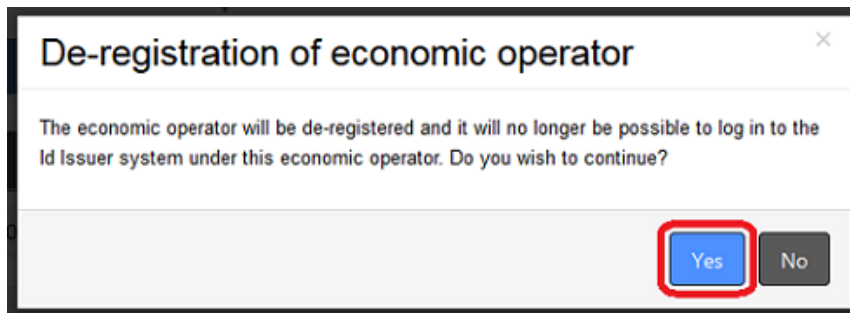 De-registration of economic operator
×
The economic operator will be de-registered and it will no longer be possible to log in to the
Id Issuer system under this economic operator. Do you wish to continue?
Yes No